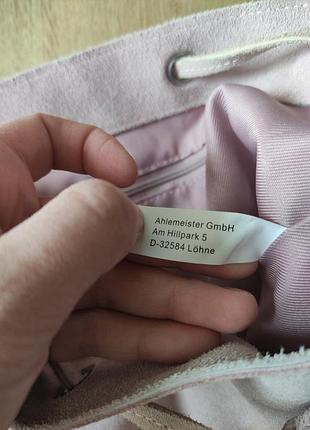 Ahlemeister GmbH
Am Hillpark 5
D-32584 Löhne